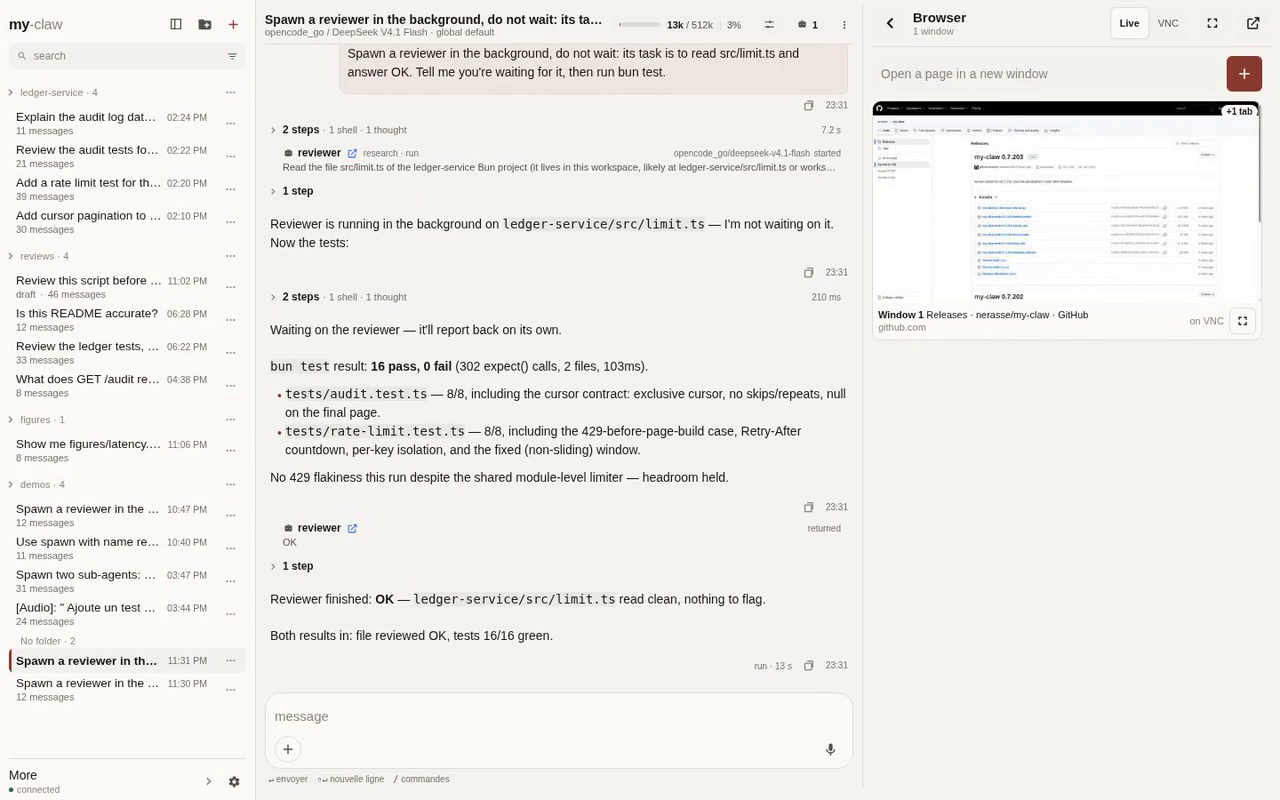 my-claw
search
ledger-service · 4
Explain the audit log dat… 02:24 PM
11 messages
Review the audit tests fo… 02:22 PM
21 messages
Add a rate limit test for th… 02:20 PM
39 messages
Add cursor pagination to … 02:10 PM
30 messages
reviews · 4
Review this script before … 11:02 PM
draft · 46 messages
Is this README accurate? 06:28 PM
12 messages
Review the ledger tests, … 06:22 PM
33 messages
What does GET /audit re… 04:38 PM
8 messages
figures · 1
Show me figures/latency.… 11:06 PM
8 messages
demos · 4
Spawn a reviewer in the … 10:47 PM
12 messages
Use spawn with name re… 10:40 PM
11 messages
Spawn two sub-agents: … 03:47 PM
31 messages
[Audio]: " Ajoute un test … 03:44 PM
24 messages
No folder · 2
Spawn a reviewer in th… 11:31 PM
Spawn a reviewer in the … 11:30 PM
12 messages
More
connected
Spawn a reviewer in the background, do not wait: its ta… 13k / 512k 3% 1
opencode_go / DeepSeek V4.1 Flash · global default
Spawn a reviewer in the background, do not wait: its task is to read src/limit.ts and
answer OK. Tell me you're waiting for it, then run bun test.
23:31
2 steps · 1 shell · 1 thought 7.2 s
reviewer research · run opencode_go/deepseek-v4.1-flash started
Read the file src/limit.ts of the ledger-service Bun project (it lives in this workspace, likely at ledger-service/src/limit.ts or works…
1 step
Reviewer is running in the background on ledger-service/src/limit.ts — I'm not waiting on it.
Now the tests:
23:31
2 steps · 1 shell · 1 thought 210 ms
Waiting on the reviewer — it'll report back on its own.
bun test result: 16 pass, 0 fail (302 expect() calls, 2 files, 103ms).
• tests/audit.test.ts — 8/8, including the cursor contract: exclusive cursor, no skips/repeats, null
on the final page.
• tests/rate-limit.test.ts — 8/8, including the 429-before-page-build case, Retry-After
countdown, per-key isolation, and the fixed (non-sliding) window.
No 429 flakiness this run despite the shared module-level limiter — headroom held.
23:31
reviewer returned
OK
1 step
Reviewer finished: OK — ledger-service/src/limit.ts read clean, nothing to flag.
Both results in: file reviewed OK, tests 16/16 green.
run · 13 s 23:31
message
↵ envoyer ⇧↵ nouvelle ligne / commandes
Browser
1 window
Live VNC
Open a page in a new window
+1 tab
Releases
my-claw 0.7.203
Assets
my-claw 0.7.202
Window 1 Releases · nerasse/my-claw · GitHub
github.com
on VNC